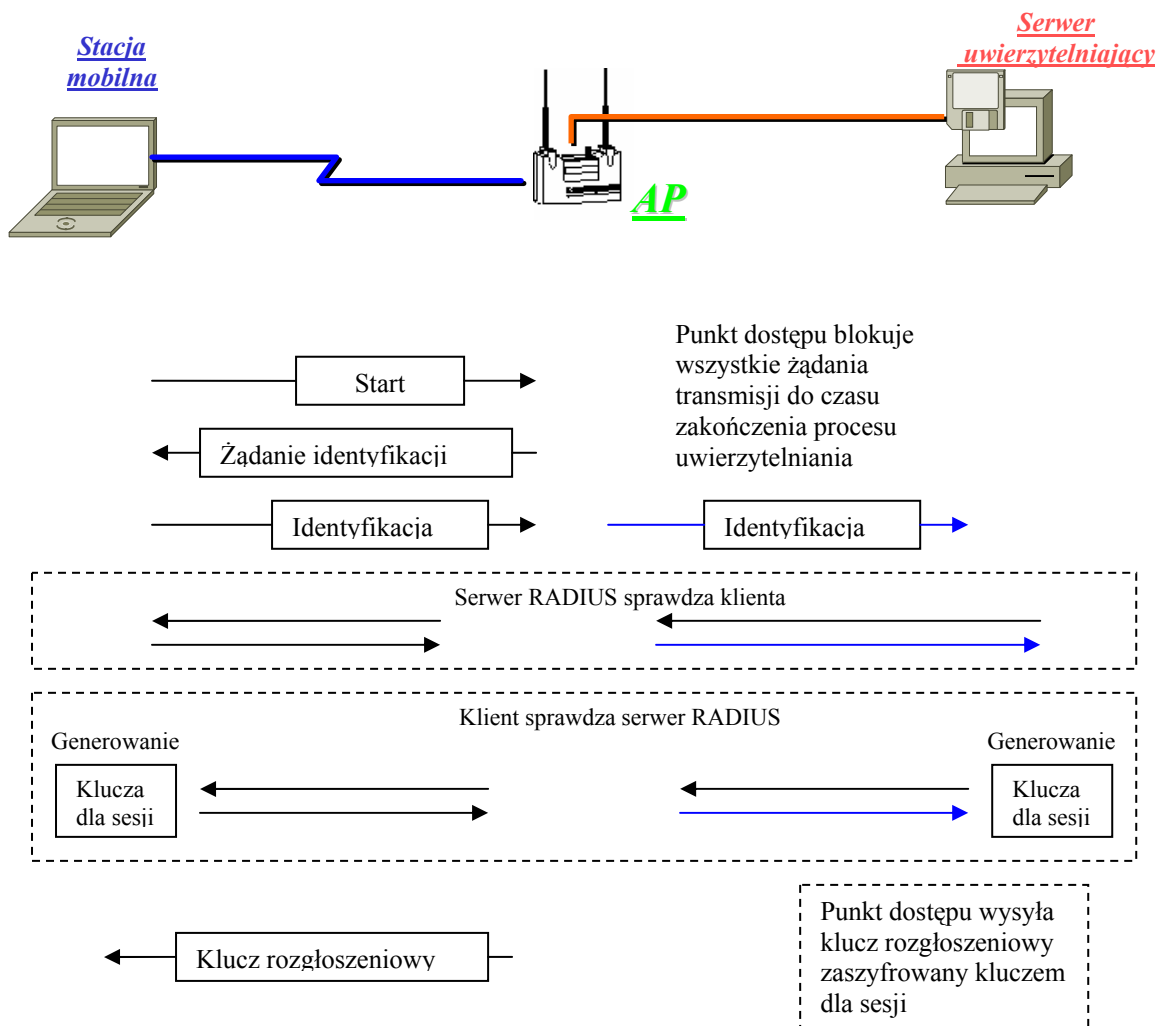 Stacja
mobilna
Serwer
uwierzytelniający
AP
Punkt dostępu blokuje
wszystkie żądania
transmisji do czasu
zakończenia procesu
uwierzytelniania
Start
Żądanie identyfikacji
Identyfikacja
Identyfikacja
Serwer RADIUS sprawdza klienta
Klient sprawdza serwer RADIUS
Generowanie
Klucza
dla sesji
Generowanie
Klucza
dla sesji
Klucz rozgłoszeniowy
Punkt dostępu wysyła
klucz rozgłoszeniowy
zaszyfrowany kluczem
dla sesji